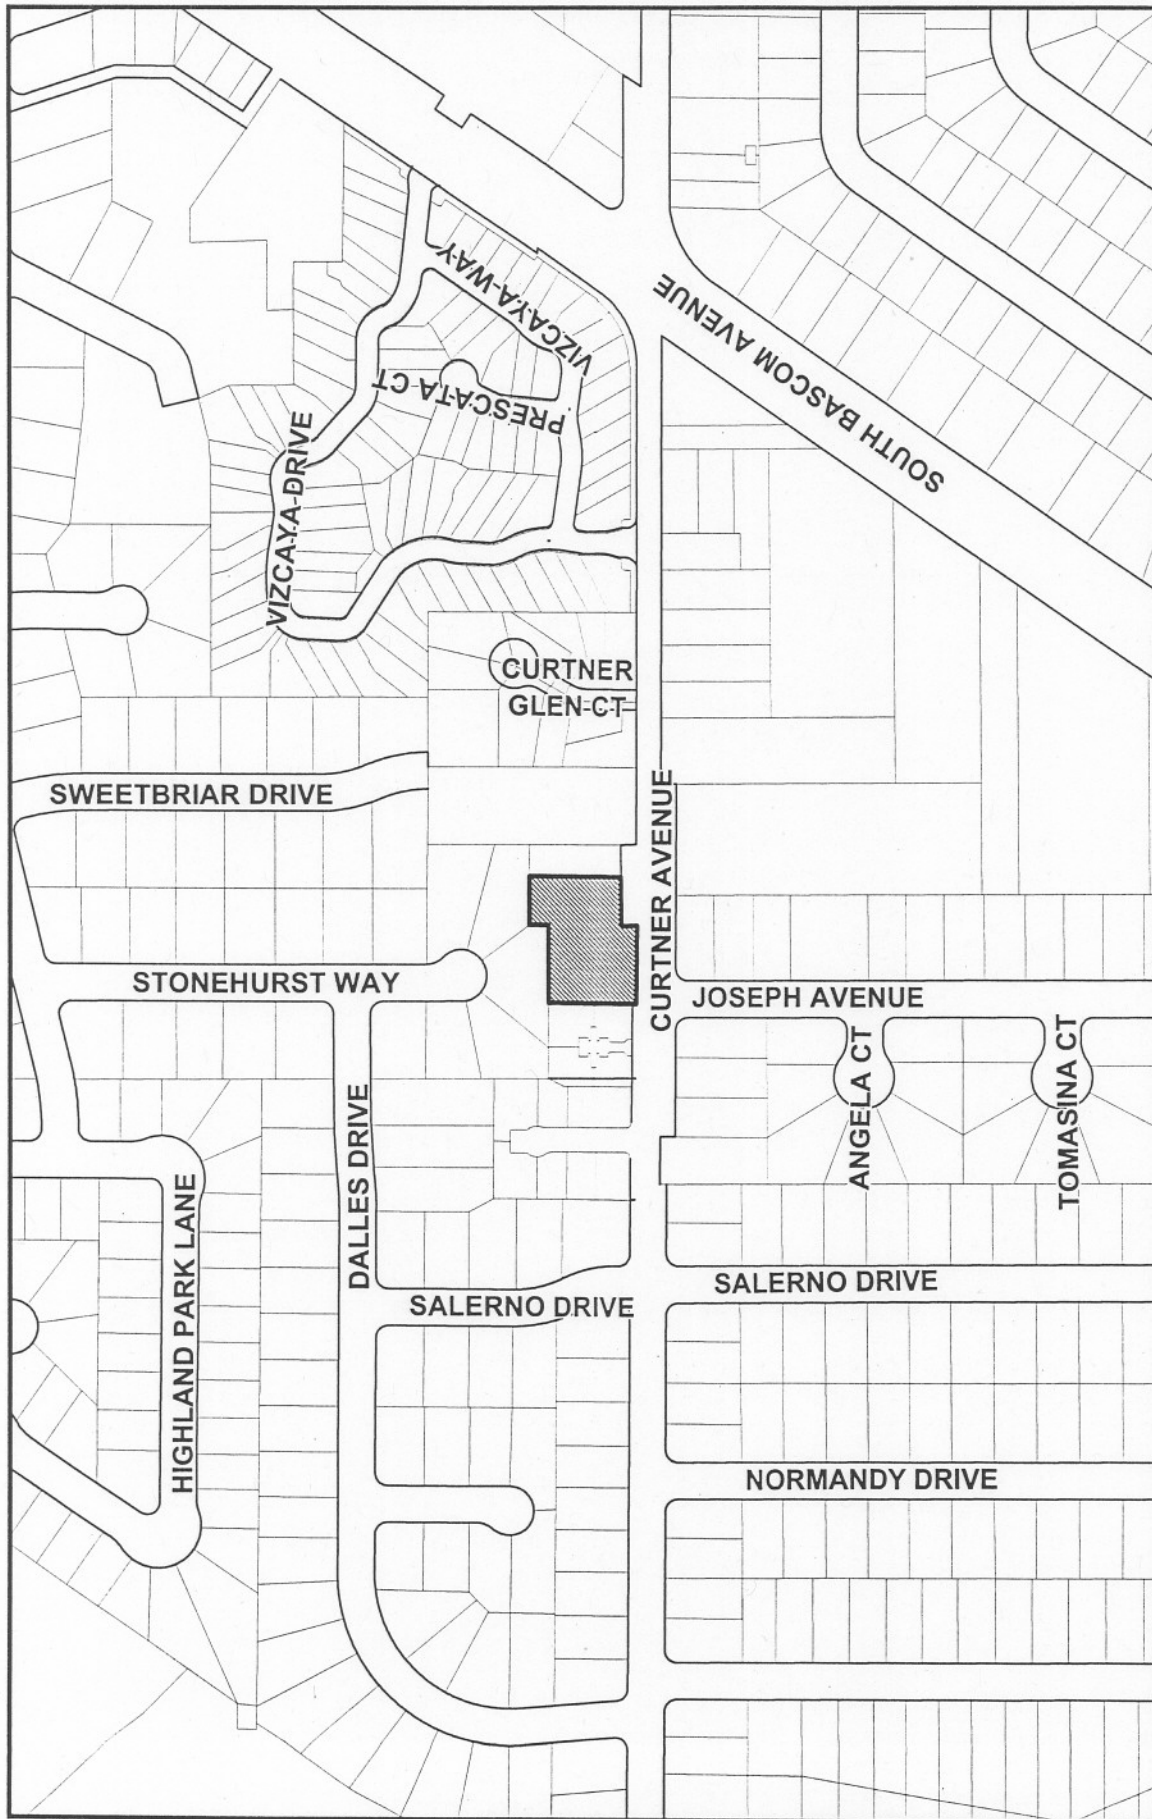 VIZCAYA WAY
SOUTH BASCOM AVENUE
PRESCATA CT
VIZCAYA DRIVE
CURTNER
GLEN CT
SWEETBRIAR DRIVE
CURTNER AVENUE
STONEHURST WAY
JOSEPH AVENUE
ANGELA CT
TOMASINA CT
DALLES DRIVE
HIGHLAND PARK LANE
SALERNO DRIVE
SALERNO DRIVE
NORMANDY DRIVE